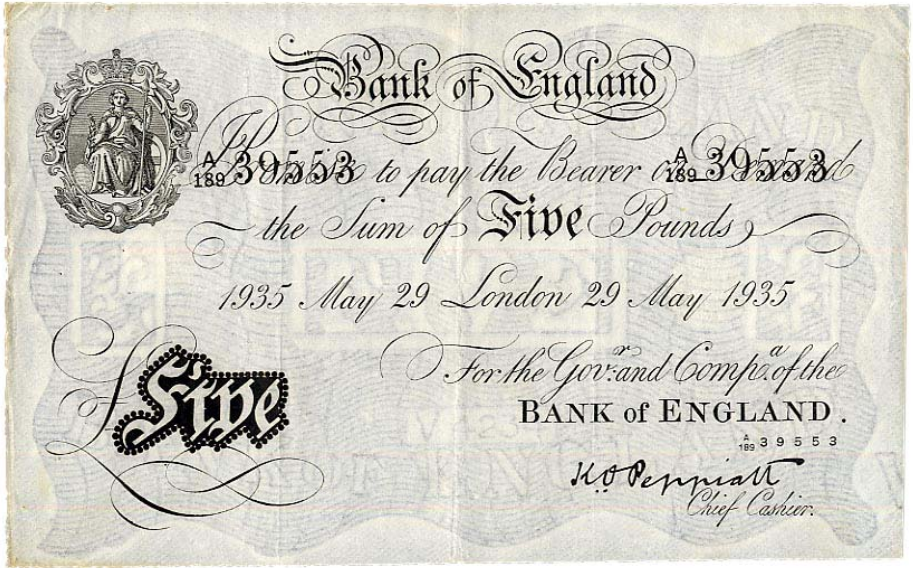 Bank of England
I Promise to pay the Bearer on Demand
A
189 39553
A
189 39553
the Sum of Five Pounds
1935 May 29 London 29 May 1935
For the Govʳ. and Compᵃ. of the
BANK of ENGLAND.
£Five
A
189 39553
K.O. Peppiatt
Chief Cashier.